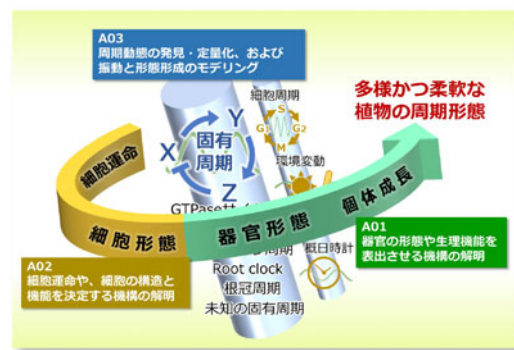 A03
周期動態の発見・定量化、および
振動と形態形成のモデリング
多様かつ柔軟な
植物の周期形態
細胞周期
S
G1
G2
M
Y
X
固有
周期
Z
環境変動
細胞運命
細胞形態
器官形態
個体成長
GTPase
周期
概日時計
Root clock
根冠周期
未知の固有周期
A01
器官の形態や生理機能を
表出させる機構の解明
A02
細胞運命や、細胞の構造と
機能を決定する機構の解明